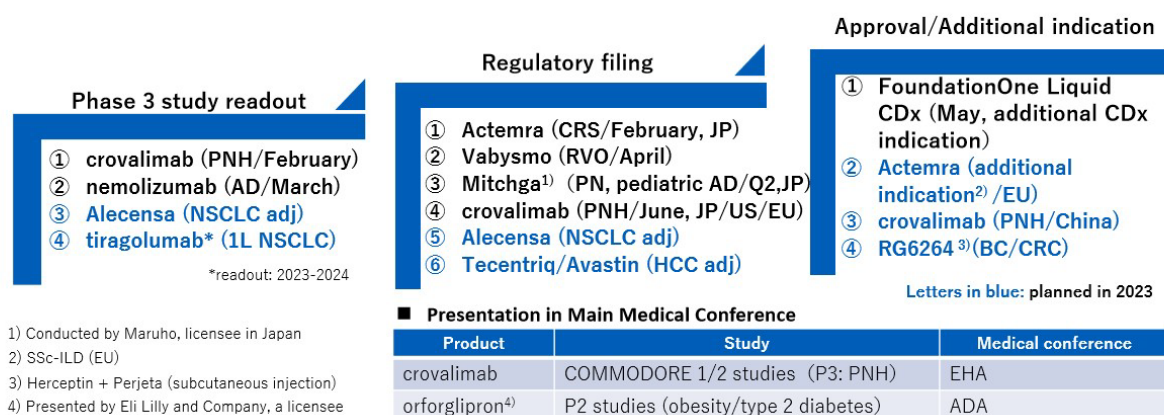 Phase 3 study readout
① crovalimab (PNH/February)
② nemolizumab (AD/March)
③ Alecensa (NSCLC adj)
④ tiragolumab* (1L NSCLC)
*readout: 2023-2024
Regulatory filing
① Actemra (CRS/February, JP)
② Vabysmo (RVO/April)
③ Mitchga1) (PN, pediatric AD/Q2,JP)
④ crovalimab (PNH/June, JP/US/EU)
⑤ Alecensa (NSCLC adj)
⑥ Tecentriq/Avastin (HCC adj)
Approval/Additional indication
① FoundationOne Liquid
CDx (May, additional CDx
indication)
② Actemra (additional
indication2) /EU)
③ crovalimab (PNH/China)
④ RG6264 3)(BC/CRC)
Letters in blue: planned in 2023
1) Conducted by Maruho, licensee in Japan
2) SSc-ILD (EU)
3) Herceptin + Perjeta (subcutaneous injection)
4) Presented by Eli Lilly and Company, a licensee
■ Presentation in Main Medical Conference
Product Study Medical conference
crovalimab COMMODORE 1/2 studies (P3: PNH) EHA
orforglipron4) P2 studies (obesity/type 2 diabetes) ADA